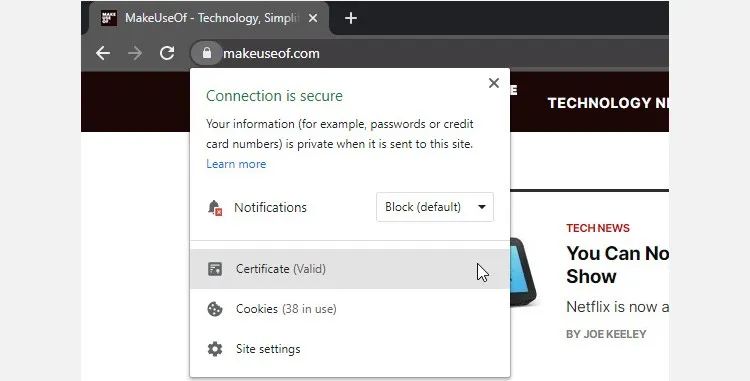 MAKE
USE
OF
MakeUseOf - Technology, Simplif
makeuseof.com
Connection is secure
Your information (for example, passwords or credit
card numbers) is private when it is sent to this site.
Learn more
Notifications
Block (default)
Certificate (Valid)
Cookies (38 in use)
Site settings
E
TECHNOLOGY NE
TECH NEWS
You Can No
Show
Netflix is now a
BY JOE KEELEY